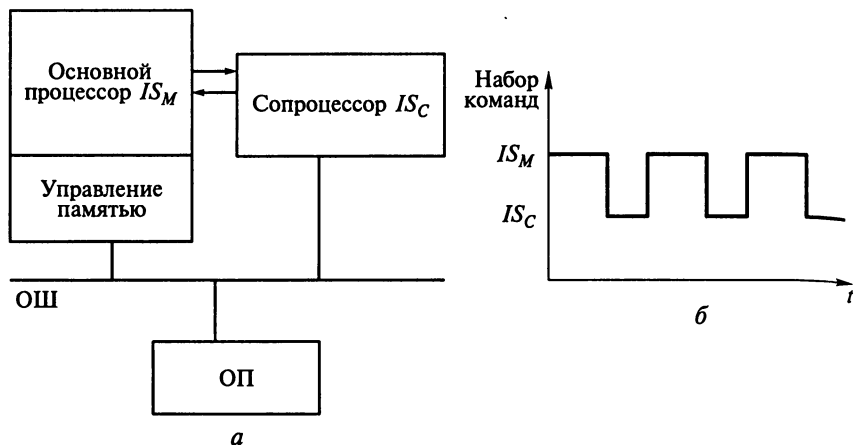 Основной
процессор IS_M
Управление
памятью
Сопроцессор IS_C
ОШ
ОП
а
Набор
команд
IS_M
IS_C
t
б